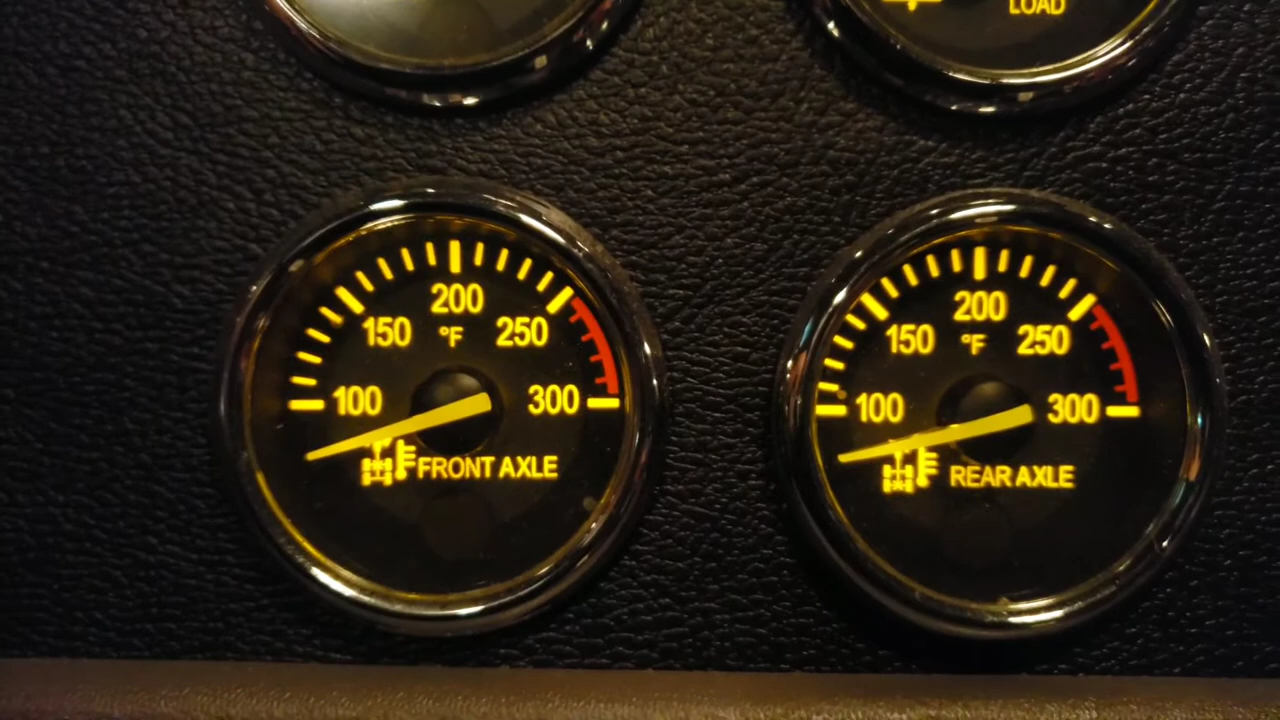 LOAD
200
150 °F 250
100 300
FRONT AXLE
200
150 °F 250
100 300
REAR AXLE